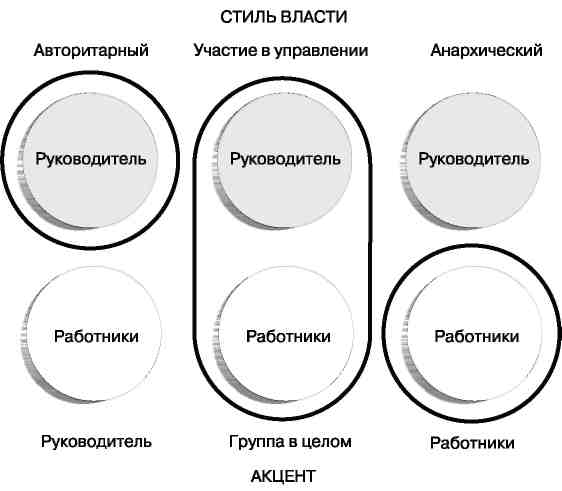 СТИЛЬ ВЛАСТИ
Авторитарный Участие в управлении Анархический
Руководитель Руководитель Руководитель
Работники Работники Работники
Руководитель Группа в целом Работники
АКЦЕНТ